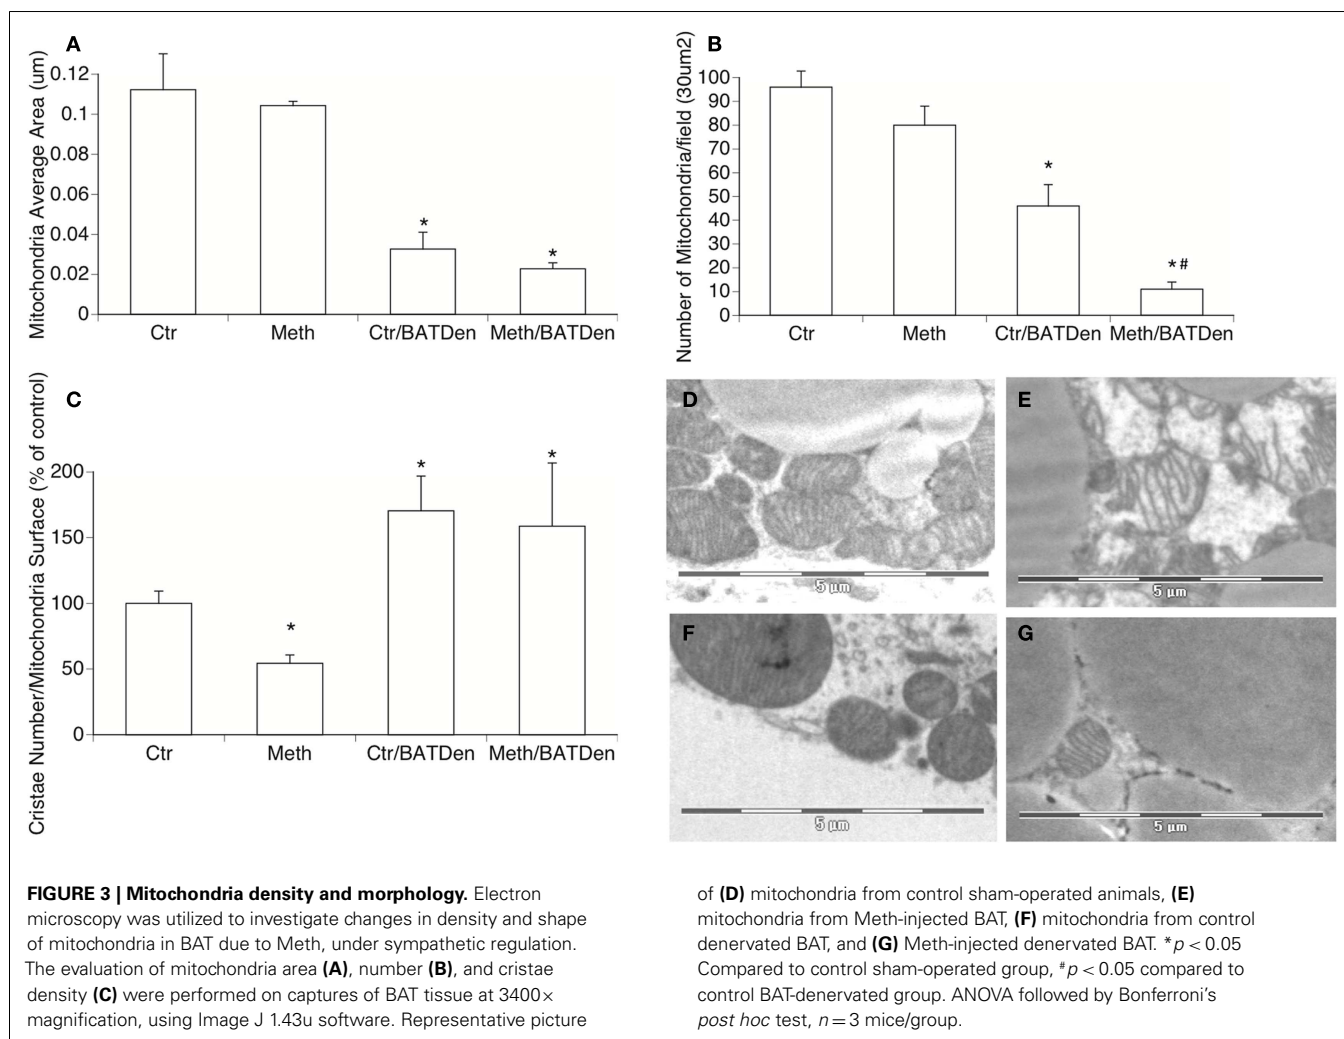 A
Mitochondria Average Area (um)
0.12
0.1
0.08
0.06
0.04
0.02
0
*
*
Ctr Meth Ctr/BATDen Meth/BATDen
B
Number of Mitochondria/field (30um2)
100
90
80
70
60
50
40
30
20
10
0
*
*#
Ctr Meth Ctr/BATDen Meth/BATDen
C
Cristae Number/Mitochondria Surface (% of control)
200
150
100
50
0
*
*
*
Ctr Meth Ctr/BATDen Meth/BATDen
D
5 µm
E
5 µm
F
5 µm
G
5 µm
FIGURE 3 | Mitochondria density and morphology. Electron
microscopy was utilized to investigate changes in density and shape
of mitochondria in BAT due to Meth, under sympathetic regulation.
The evaluation of mitochondria area (A), number (B), and cristae
density (C) were performed on captures of BAT tissue at 3400×
magnification, using Image J 1.43u software. Representative picture
of (D) mitochondria from control sham-operated animals, (E)
mitochondria from Meth-injected BAT, (F) mitochondria from control
denervated BAT, and (G) Meth-injected denervated BAT. *p < 0.05
Compared to control sham-operated group, #p < 0.05 compared to
control BAT-denervated group. ANOVA followed by Bonferroni's
post hoc test, n = 3 mice/group.